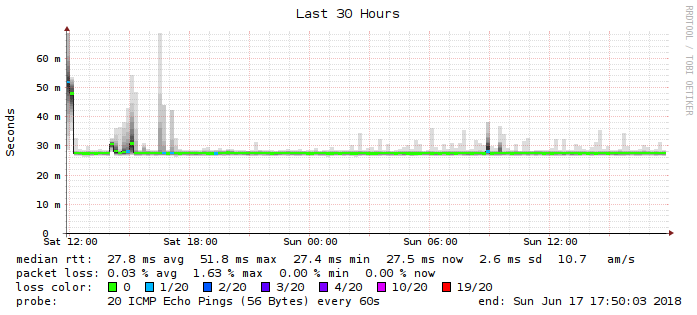 Last 30 Hours
RRDTOOL / TOBI OETIKER
Seconds
60 m
50 m
40 m
30 m
20 m
10 m
0
Sat 12:00 Sat 18:00 Sun 00:00 Sun 06:00 Sun 12:00
median rtt: 27.8 ms avg 51.8 ms max 27.4 ms min 27.5 ms now 2.6 ms sd 10.7 am/s
packet loss: 0.03 % avg 1.63 % max 0.00 % min 0.00 % now
loss color: 0 1/20 2/20 3/20 4/20 10/20 19/20
probe: 20 ICMP Echo Pings (56 Bytes) every 60s end: Sun Jun 17 17:50:03 2018